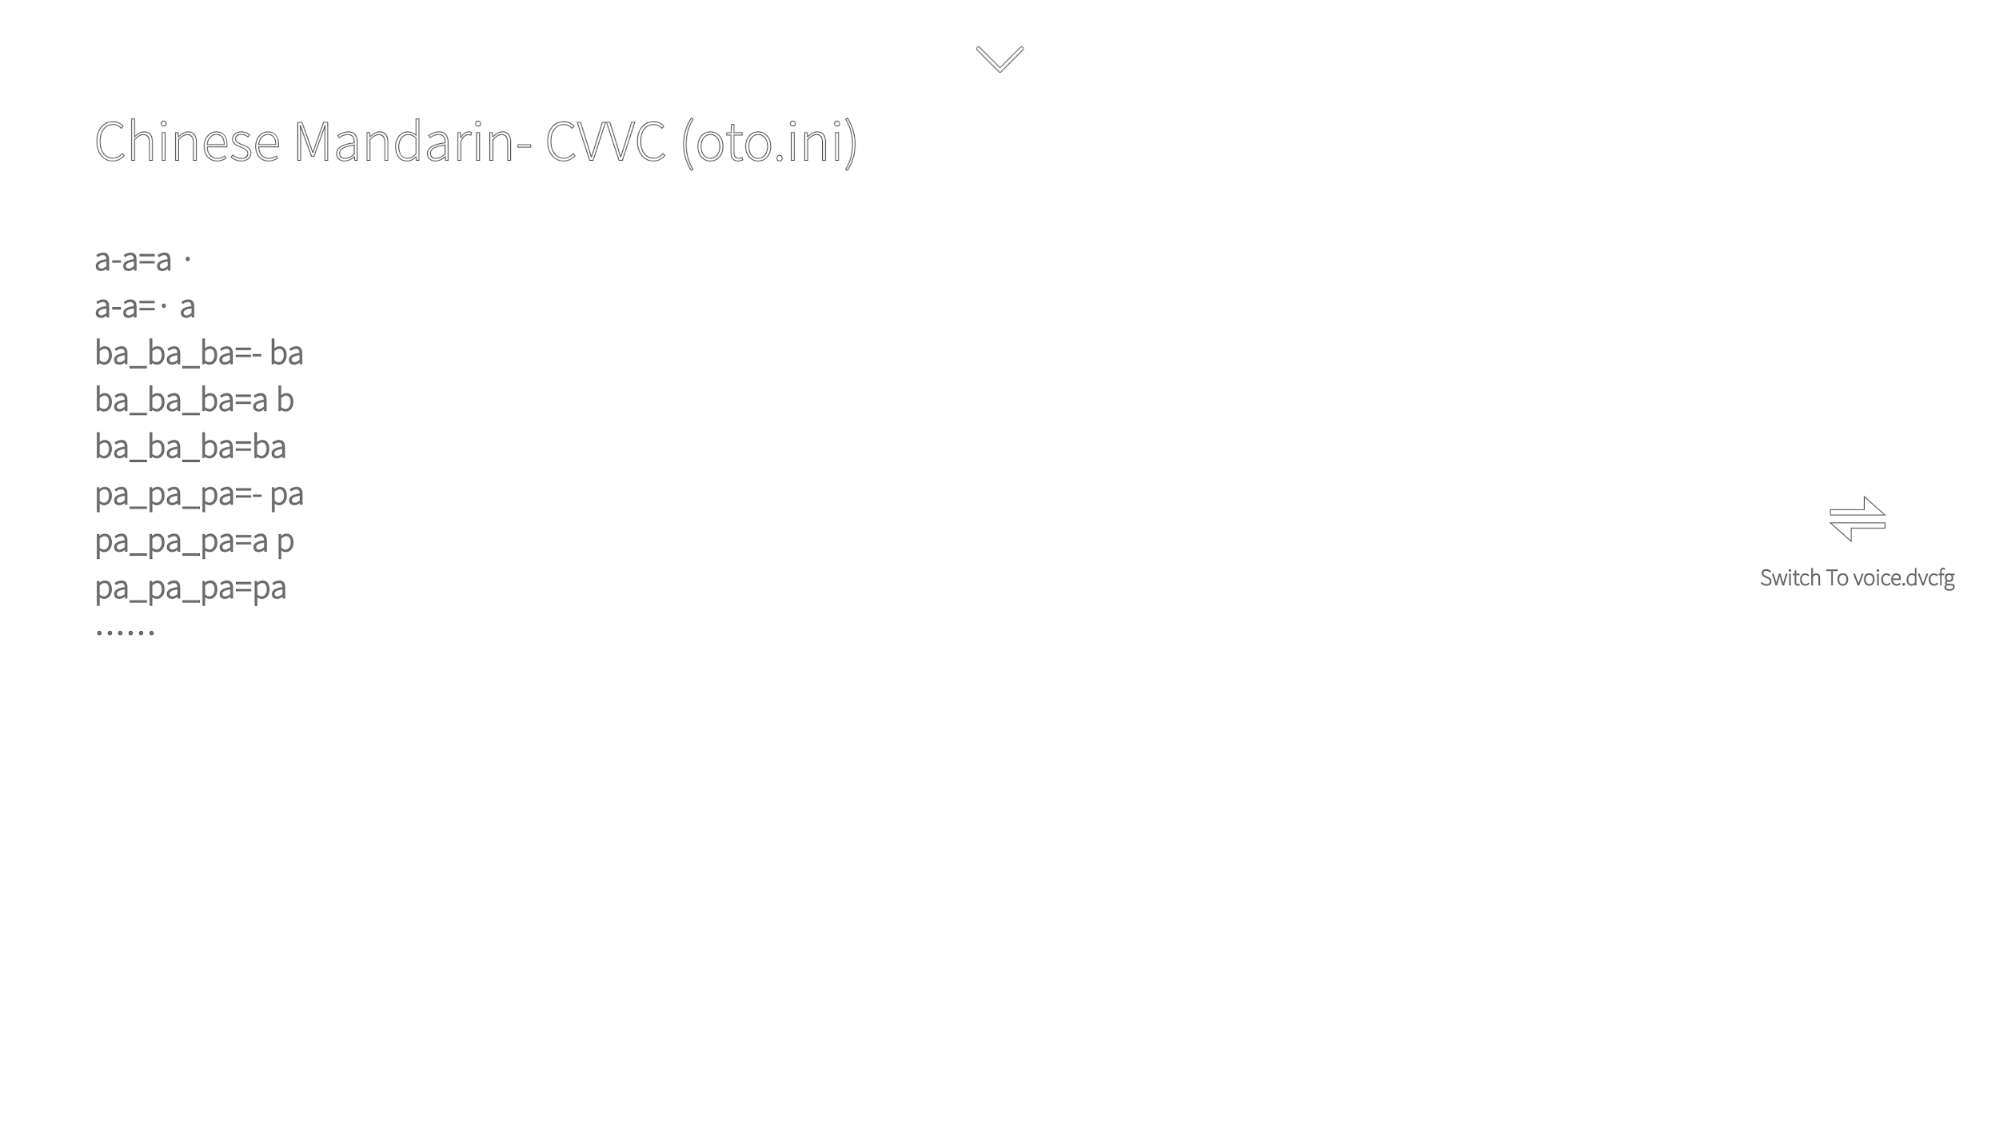 Chinese Mandarin- CVVC (oto.ini)
a-a=a ·
a-a=· a
ba_ba_ba=- ba
ba_ba_ba=a b
ba_ba_ba=ba
pa_pa_pa=- pa
pa_pa_pa=a p
pa_pa_pa=pa
······
Switch To voice.dvcfg